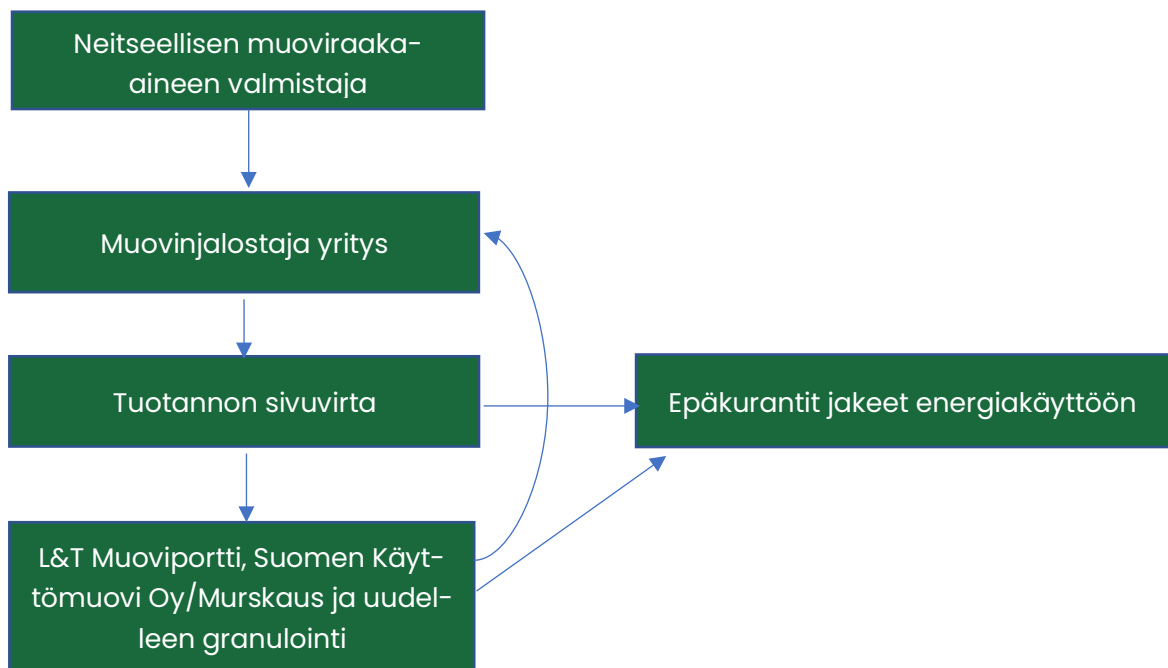 Neitseellisen muoviraaka-
aineen valmistaja
Muovinjalostaja yritys
Tuotannon sivuvirta
Epäkurantit jakeet energiakäyttöön
L&T Muoviportti, Suomen Käyt-
tömuovi Oy/Murskaus ja uudel-
leen granulointi